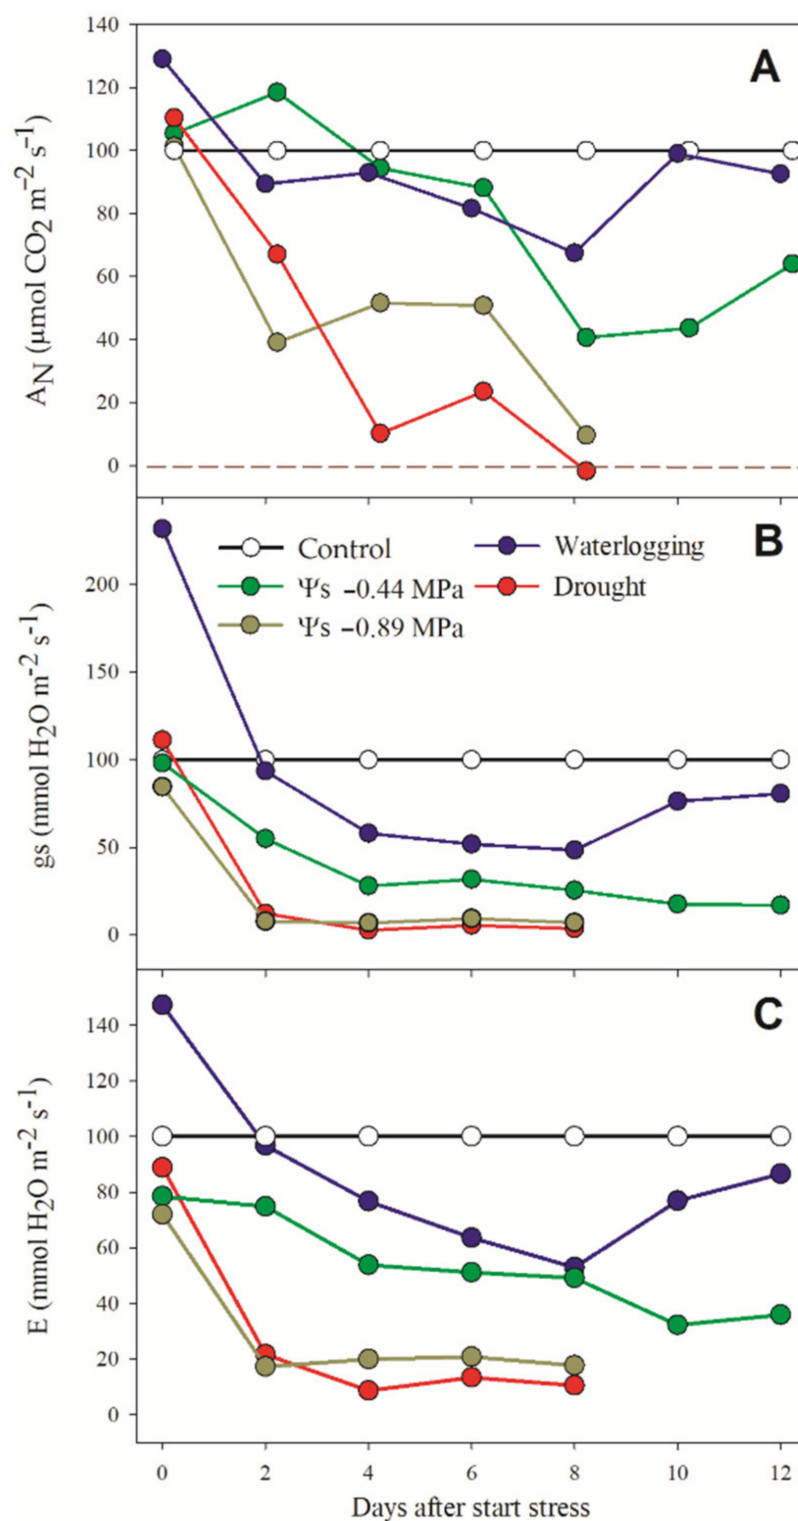 A
140
120
100
80
60
40
20
0
A_N (μmol CO₂ m⁻² s⁻¹)
B
Control
Waterlogging
Ψs −0.44 MPa
Drought
Ψs −0.89 MPa
200
150
100
50
0
gs (mmol H₂O m⁻² s⁻¹)
C
140
120
100
80
60
40
20
0
E (mmol H₂O m⁻² s⁻¹)
0 2 4 6 8 10 12
Days after start stress